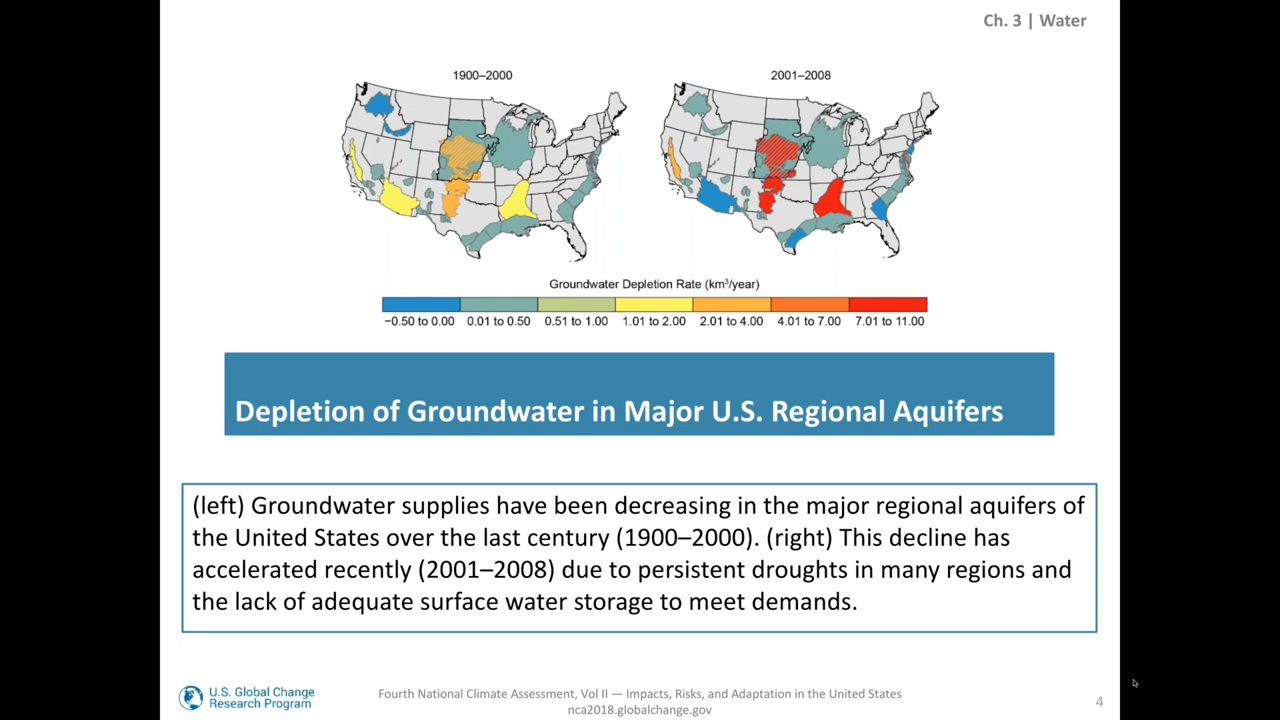 Ch. 3 | Water
1900–2000
2001–2008
Groundwater Depletion Rate (km³/year)
−0.50 to 0.00 0.01 to 0.50 0.51 to 1.00 1.01 to 2.00 2.01 to 4.00 4.01 to 7.00 7.01 to 11.00
Depletion of Groundwater in Major U.S. Regional Aquifers
(left) Groundwater supplies have been decreasing in the major regional aquifers of
the United States over the last century (1900–2000). (right) This decline has
accelerated recently (2001–2008) due to persistent droughts in many regions and
the lack of adequate surface water storage to meet demands.
U.S. Global Change
Research Program
Fourth National Climate Assessment, Vol II — Impacts, Risks, and Adaptation in the United States
nca2018.globalchange.gov
4